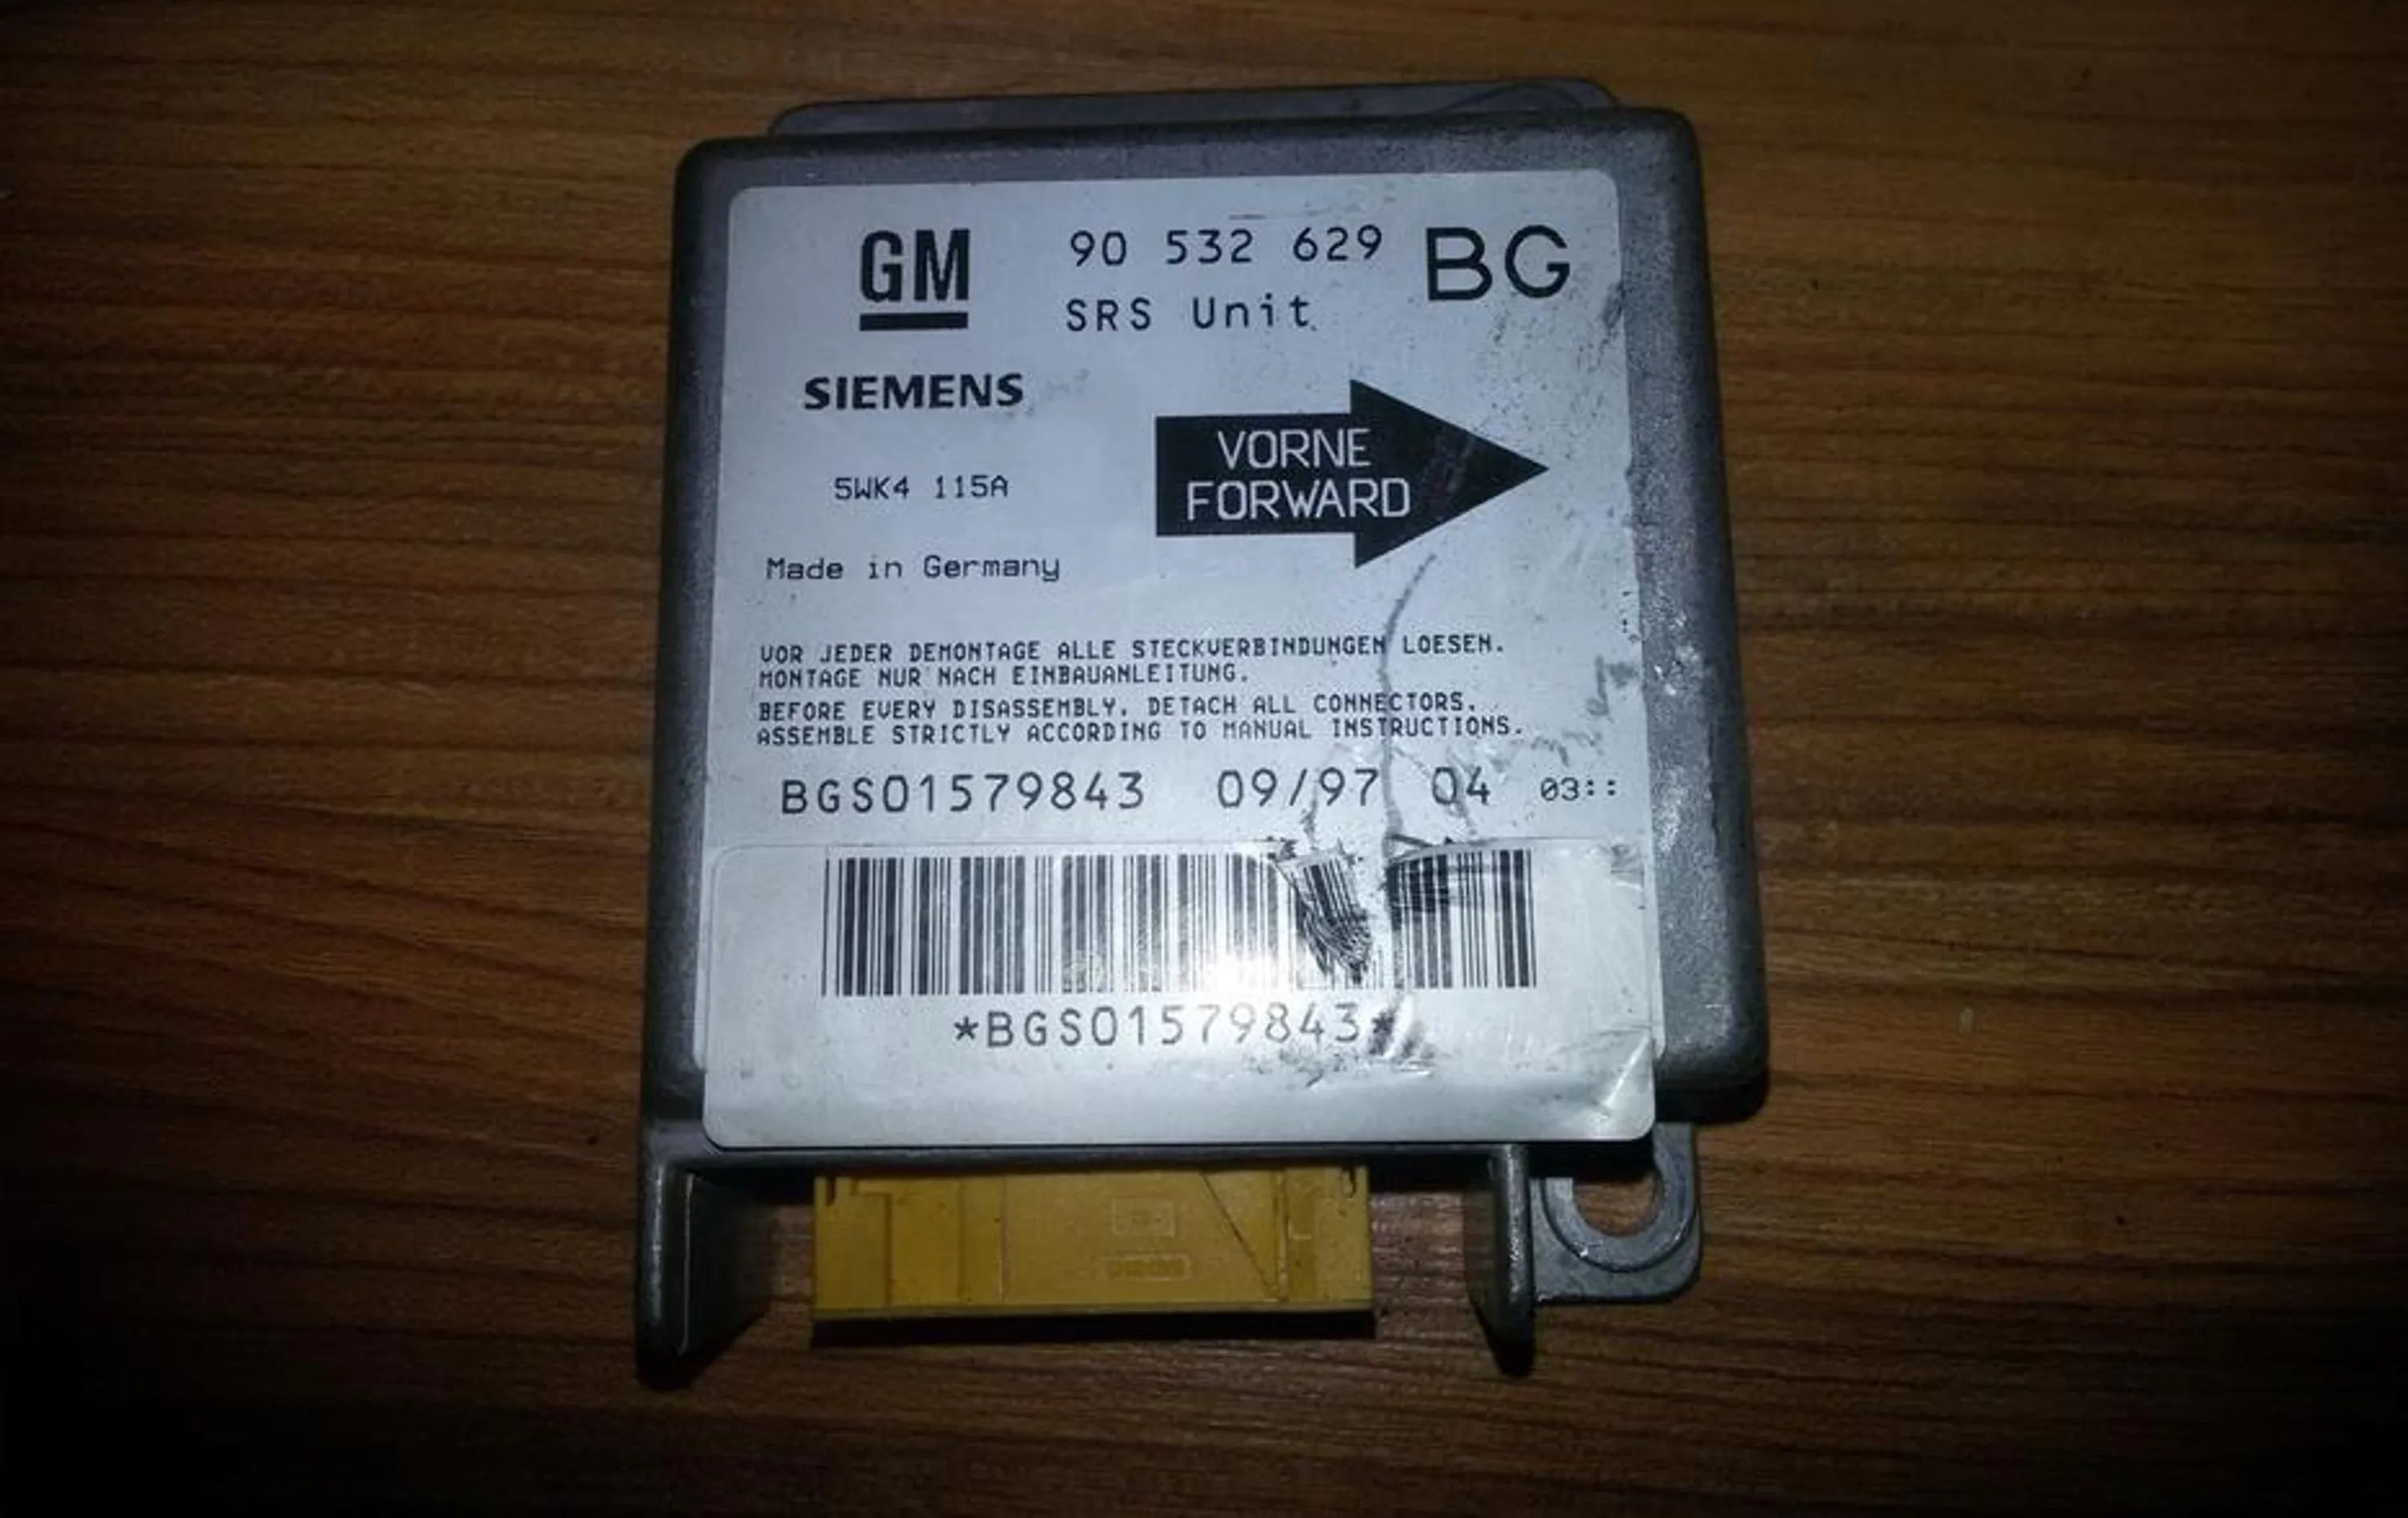 GM 90 532 629 BG
SRS Unit
SIEMENS
VORNE
FORWARD
5WK4 115A
Made in Germany
VOR JEDER DEMONTAGE ALLE STECKVERBINDUNGEN LOESEN.
MONTAGE NUR NACH EINBAUANLEITUNG.
BEFORE EVERY DISASSEMBLY, DETACH ALL CONNECTORS.
ASSEMBLE STRICTLY ACCORDING TO MANUAL INSTRUCTIONS.
BGS01579843 09/97 04 03::
*BGS01579843*